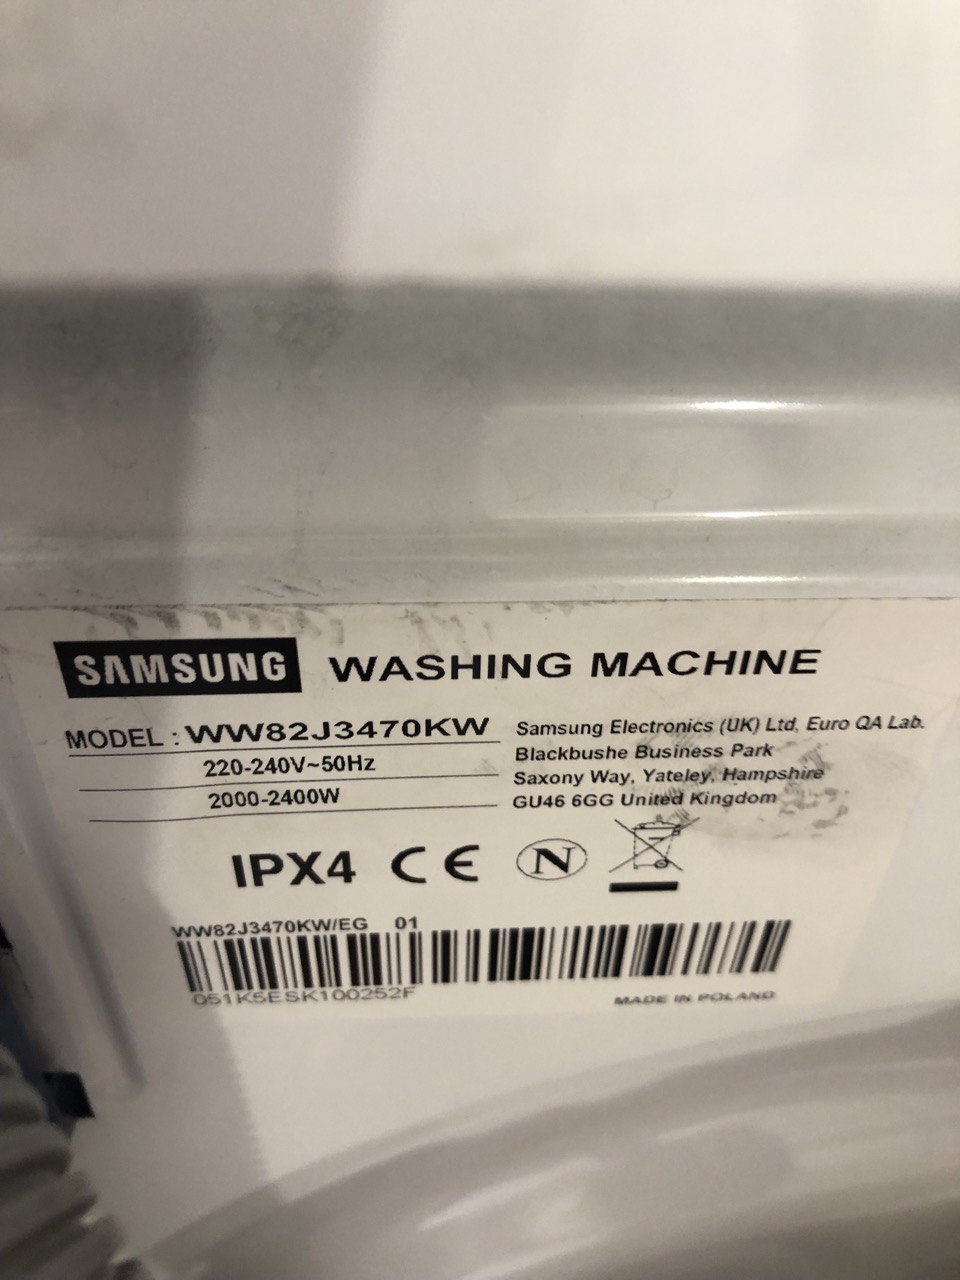 SAMSUNG WASHING MACHINE
MODEL : WW82J3470KW
220-240V~50Hz
2000-2400W
Samsung Electronics (UK) Ltd, Euro QA Lab.
Blackbushe Business Park
Saxony Way, Yateley, Hampshire
GU46 6GG United Kingdom
IPX4 CE N
WW82J3470KW/EG 01
051K5ESK100252F
MADE IN POLAND